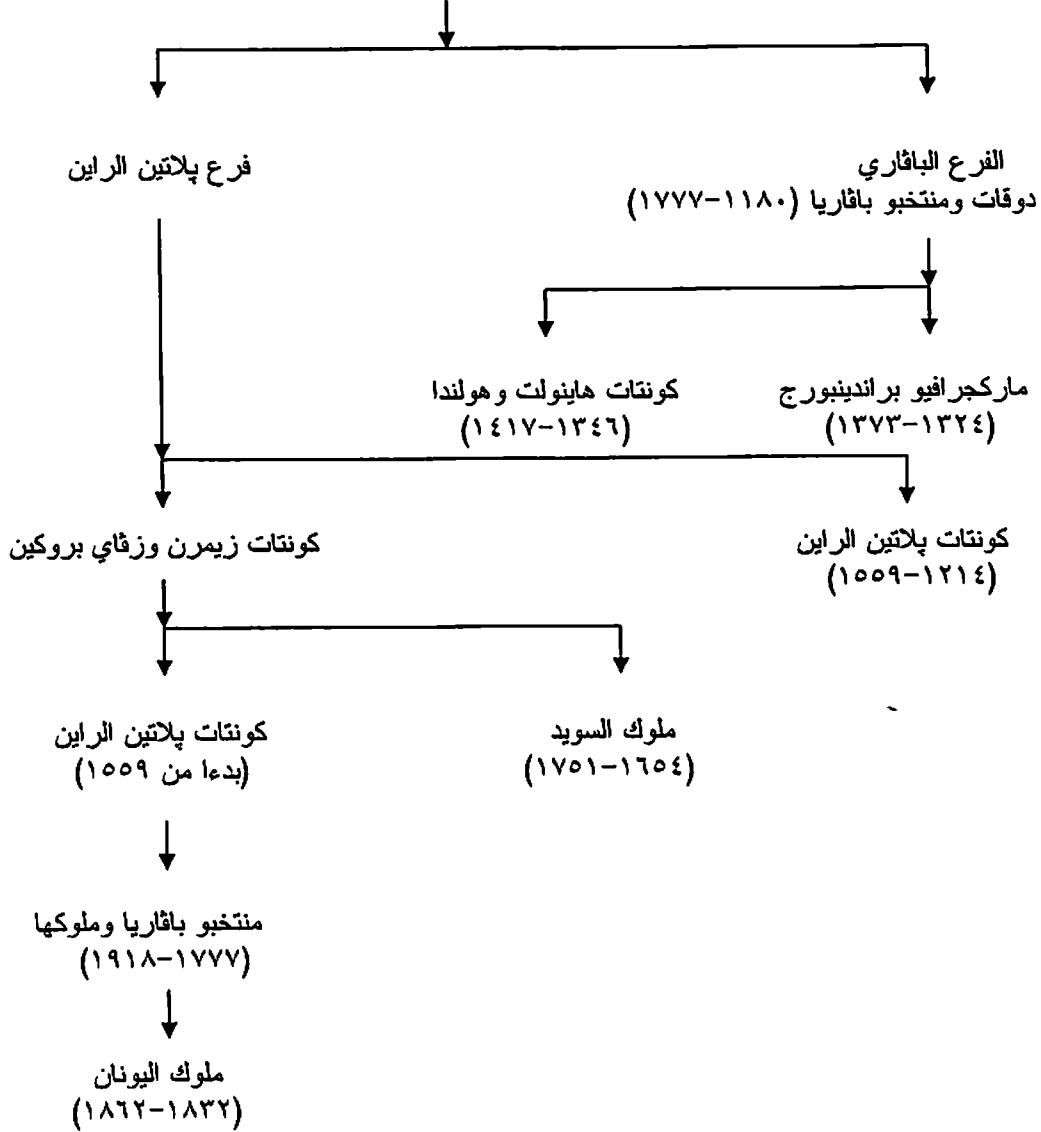 الفرع الباڤاري
دوقات ومنتخبو باڤاريا (١١٨٠-١٧٧٧)
فرع پلاتين الراين
ماركجرافيو براندينبورج
(١٣٢٤-١٣٧٣)
كونتات هاينولت وهولندا
(١٣٤٦-١٤١٧)
كونتات پلاتين الراين
(١٢١٤-١٥٥٩)
كونتات زيمرن وزڤاي بروكين
ملوك السويد
(١٦٥٤-١٧٥١)
كونتات پلاتين الراين
(بدءا من ١٥٥٩)
منتخبو باڤاريا وملوكها
(١٧٧٧-١٩١٨)
ملوك اليونان
(١٨٣٢-١٨٦٢)